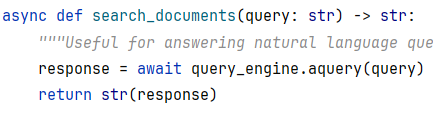 async def search_documents(query: str) -> str:
    """Useful for answering natural language que
    response = await query_engine.aquery(query)
    return str(response)